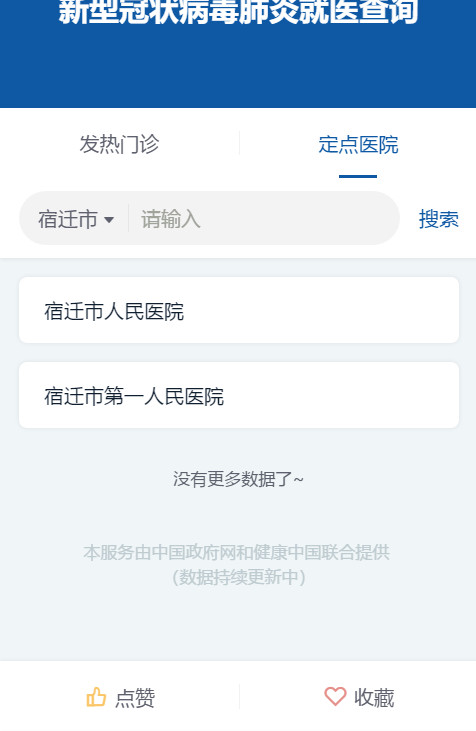 新型冠状病毒肺炎就医查询
发热门诊
定点医院
宿迁市
请输入
搜索
宿迁市人民医院
宿迁市第一人民医院
没有更多数据了~
本服务由中国政府网和健康中国联合提供
（数据持续更新中）
点赞
收藏